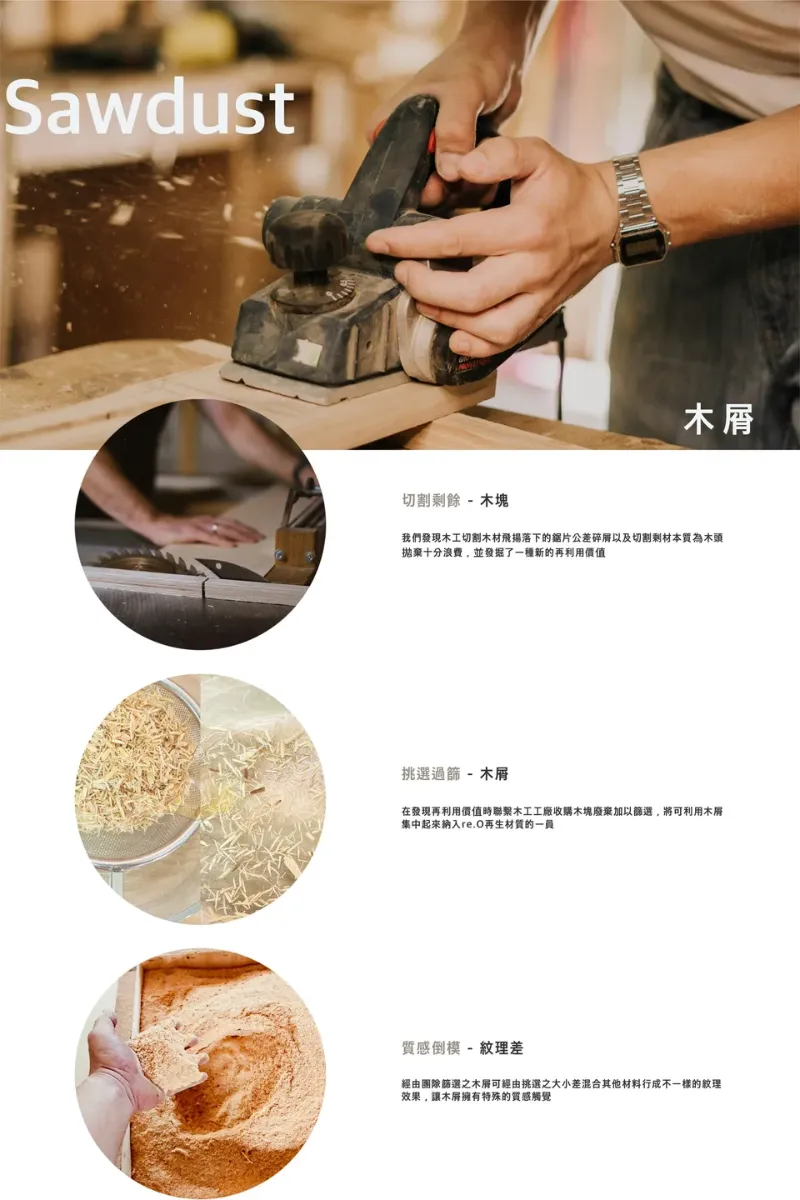 Sawdust
木屑
切割剩餘 - 木塊
我們發現木工切割木材飛揚落下的鋸片公差碎屑以及切割剩材本質為木頭
拋棄十分浪費，並發掘了一種新的再利用價值
挑選過篩 - 木屑
在發現再利用價值時聯繫木工工廠收購木塊廢棄加以篩選，將可利用木屑
集中起來納入re.O再生材質的一員
質感倒模 - 紋理差
經由團隊篩選之木屑可經由挑選之大小差混合其他材料行成不一樣的紋理
效果，讓木屑擁有特殊的質感觸覺